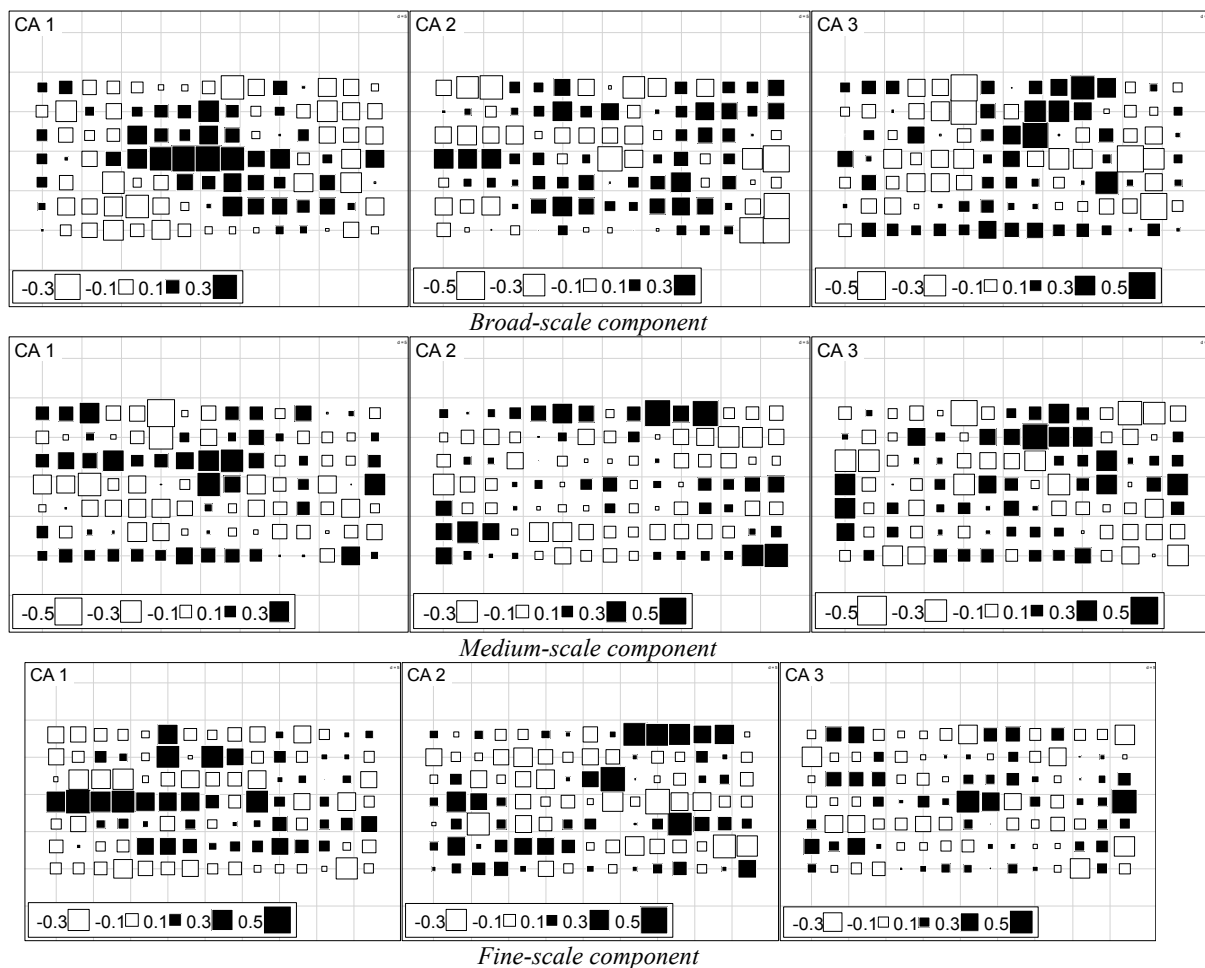 CA 1
CA 2
CA 3
-0.3 -0.1 0.1 0.3
-0.5 -0.3 -0.1 0.1 0.3
-0.5 -0.3 -0.1 0.1 0.3 0.5
Broad-scale component
CA 1
CA 2
CA 3
-0.5 -0.3 -0.1 0.1 0.3
-0.3 -0.1 0.1 0.3 0.5
-0.5 -0.3 -0.1 0.1 0.3 0.5
Medium-scale component
CA 1
CA 2
CA 3
-0.3 -0.1 0.1 0.3 0.5
-0.3 -0.1 0.1 0.3 0.5
-0.3 -0.1 0.1 0.3 0.5
Fine-scale component